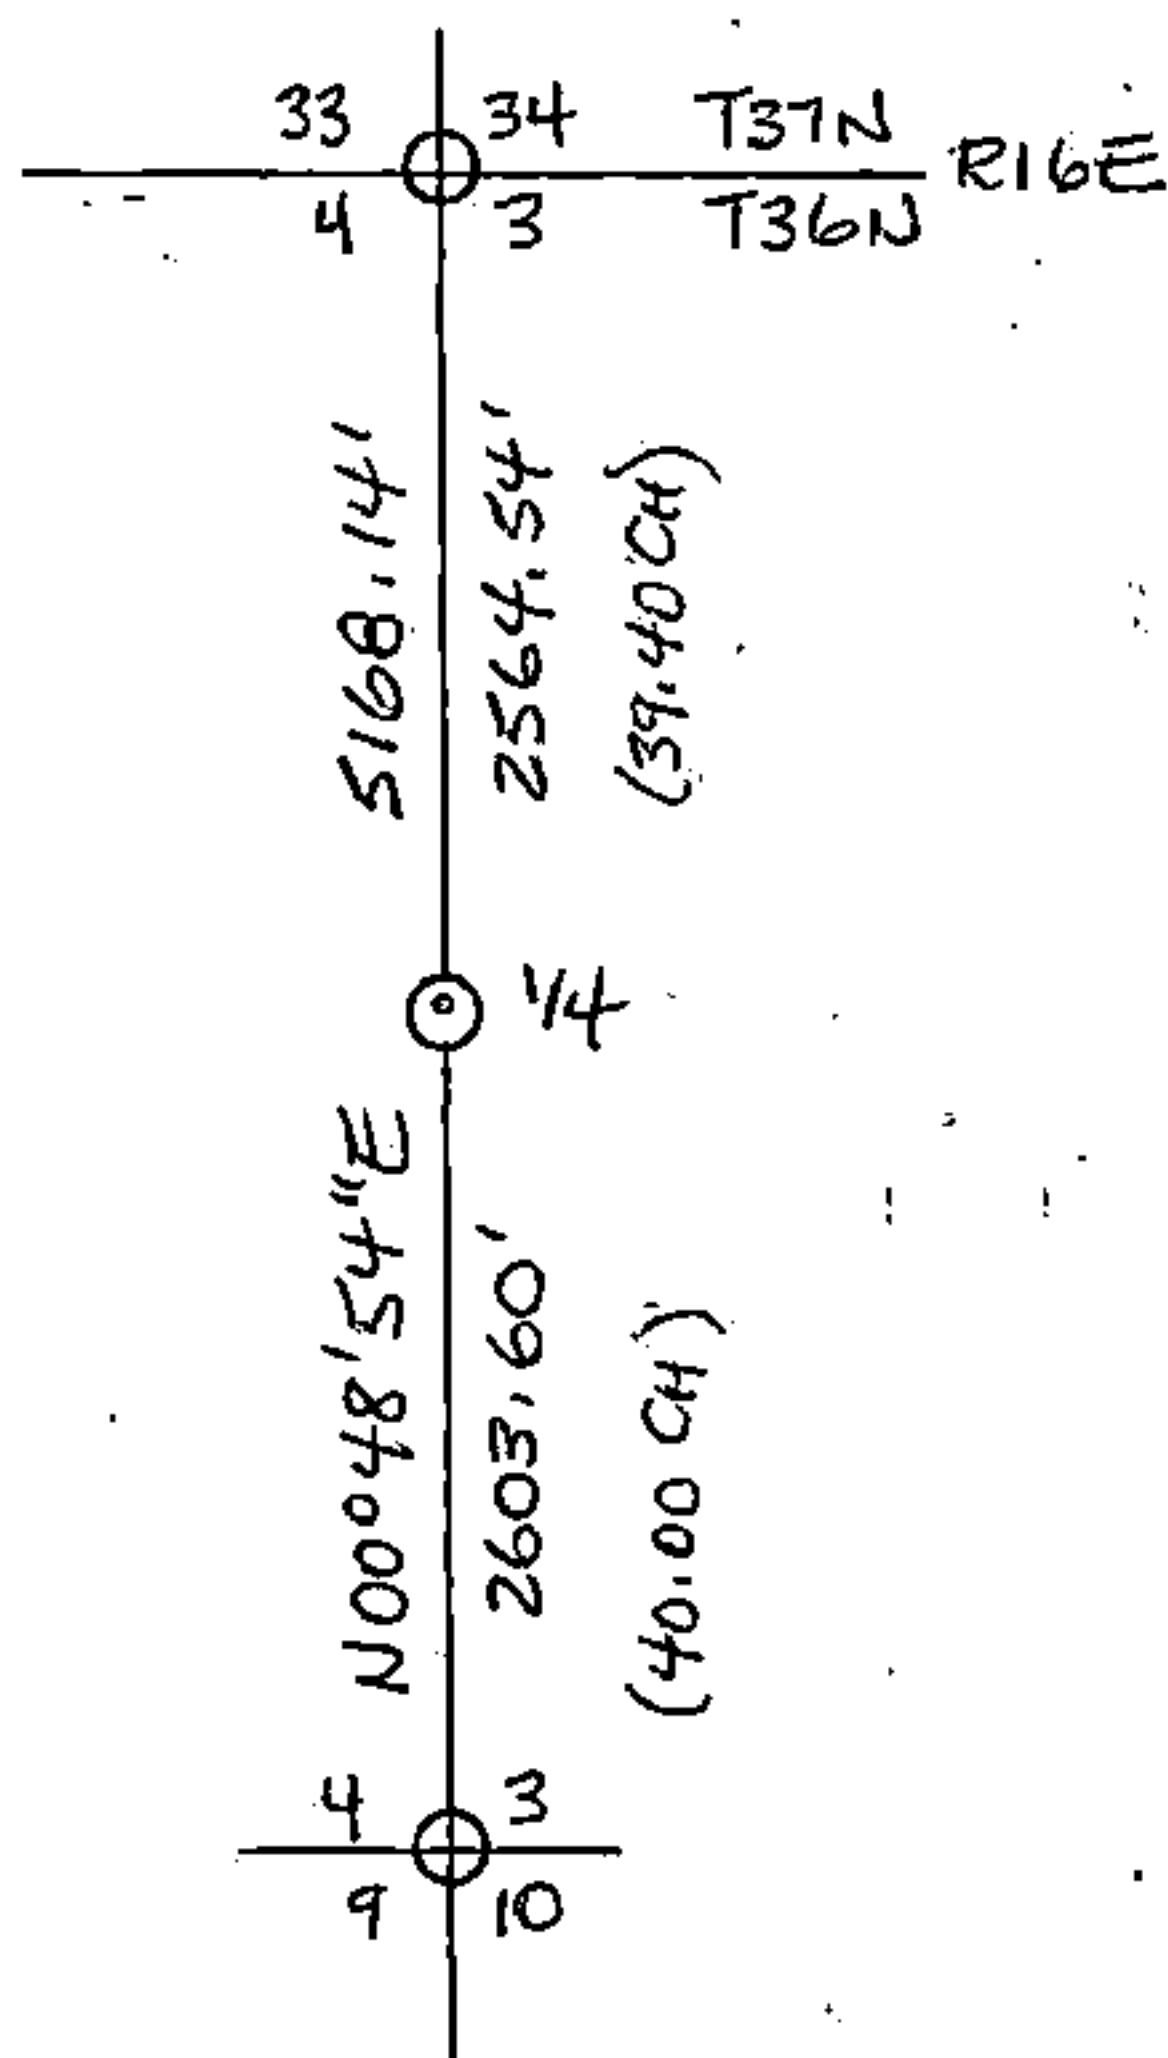 33 34 T37N
R16E
4 3 T36N
5168.14'
2564.54'
(39.40 CH)
1/4
N00°48'54"E
2603.60'
(40.00 CH)
4 3
9 10